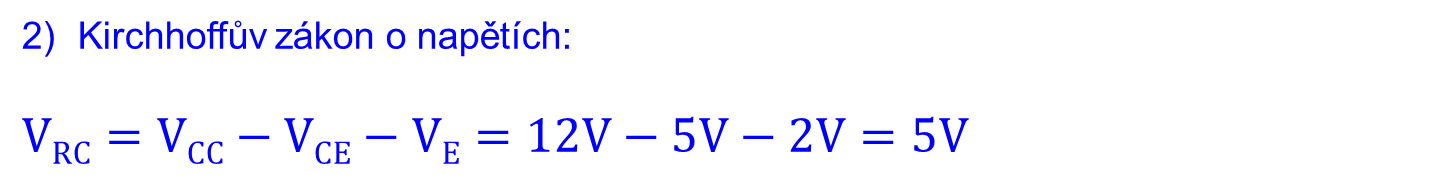 2) Kirchhoffův zákon o napětích:
V_RC = V_CC − V_CE − V_E = 12V − 5V − 2V = 5V